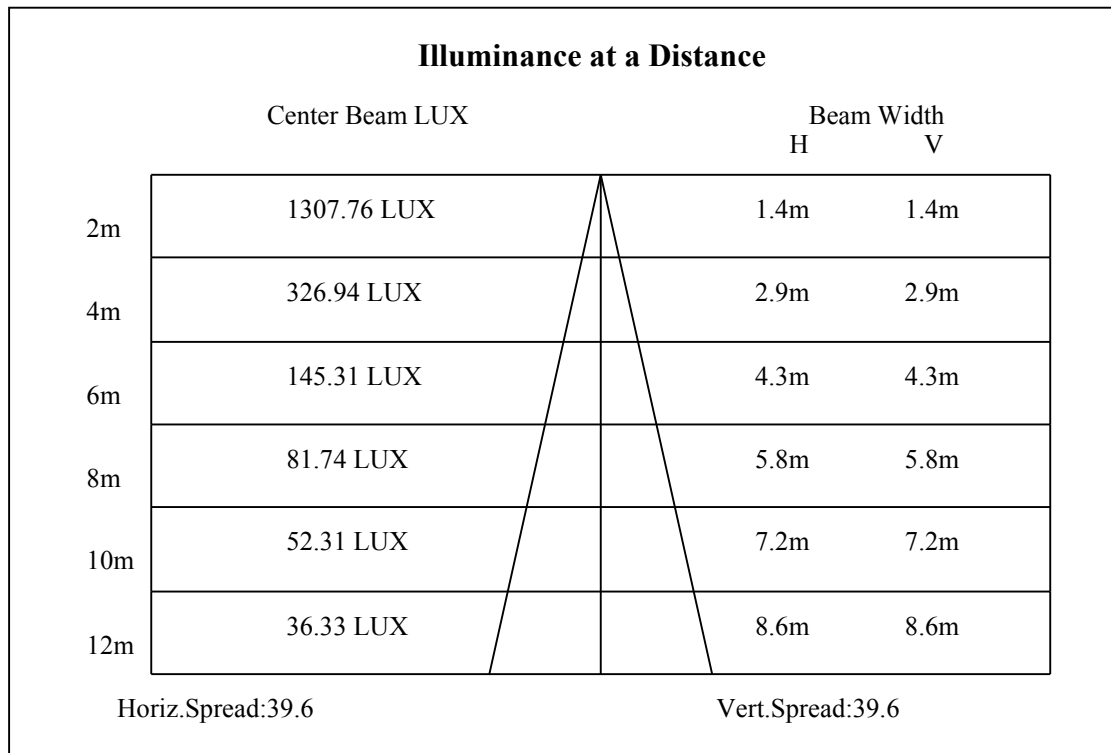 Illuminance at a Distance
Center Beam LUX Beam Width
H V
2m 1307.76 LUX 1.4m 1.4m
4m 326.94 LUX 2.9m 2.9m
6m 145.31 LUX 4.3m 4.3m
8m 81.74 LUX 5.8m 5.8m
10m 52.31 LUX 7.2m 7.2m
12m 36.33 LUX 8.6m 8.6m
Horiz.Spread:39.6 Vert.Spread:39.6